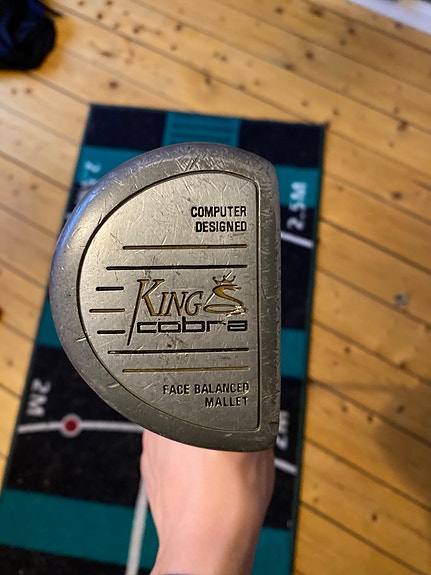 COMPUTER
DESIGNED
KING
cobra
FACE BALANCED
MALLET
2.5M
2M